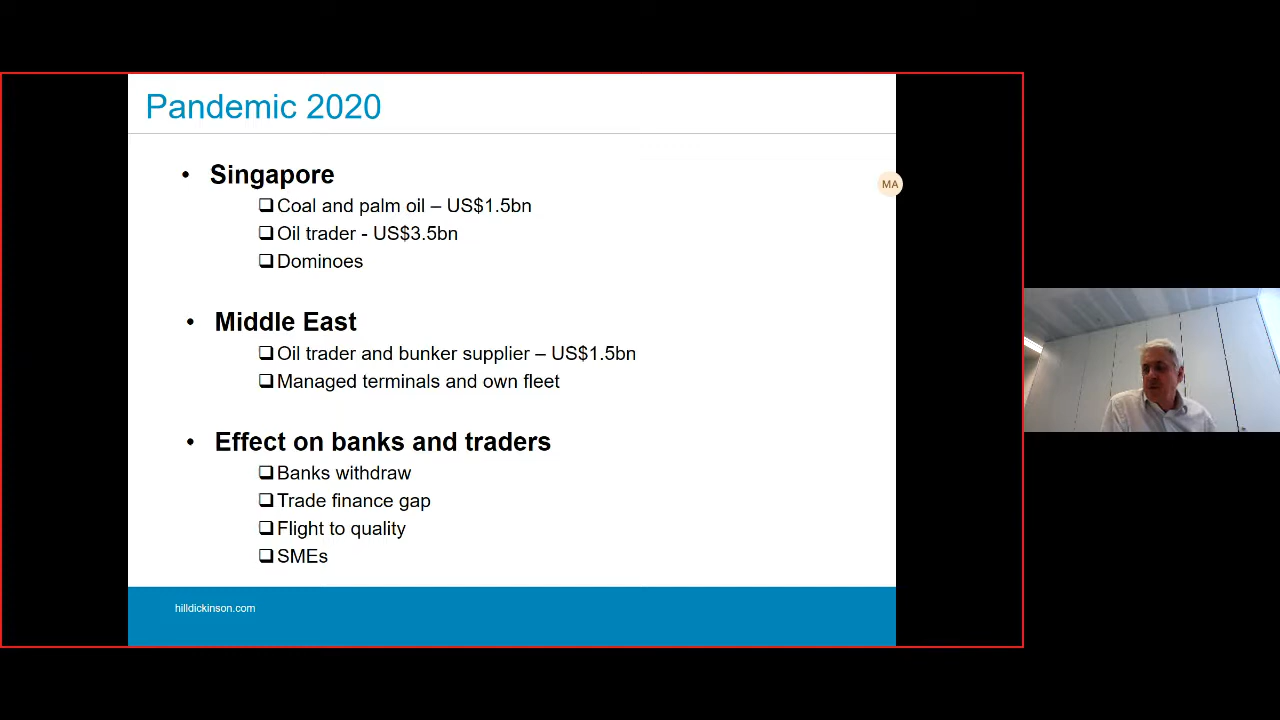 Pandemic 2020
• Singapore
❑ Coal and palm oil – US$1.5bn
❑ Oil trader - US$3.5bn
❑ Dominoes
• Middle East
❑ Oil trader and bunker supplier – US$1.5bn
❑ Managed terminals and own fleet
• Effect on banks and traders
❑ Banks withdraw
❑ Trade finance gap
❑ Flight to quality
❑ SMEs
hilldickinson.com
MA